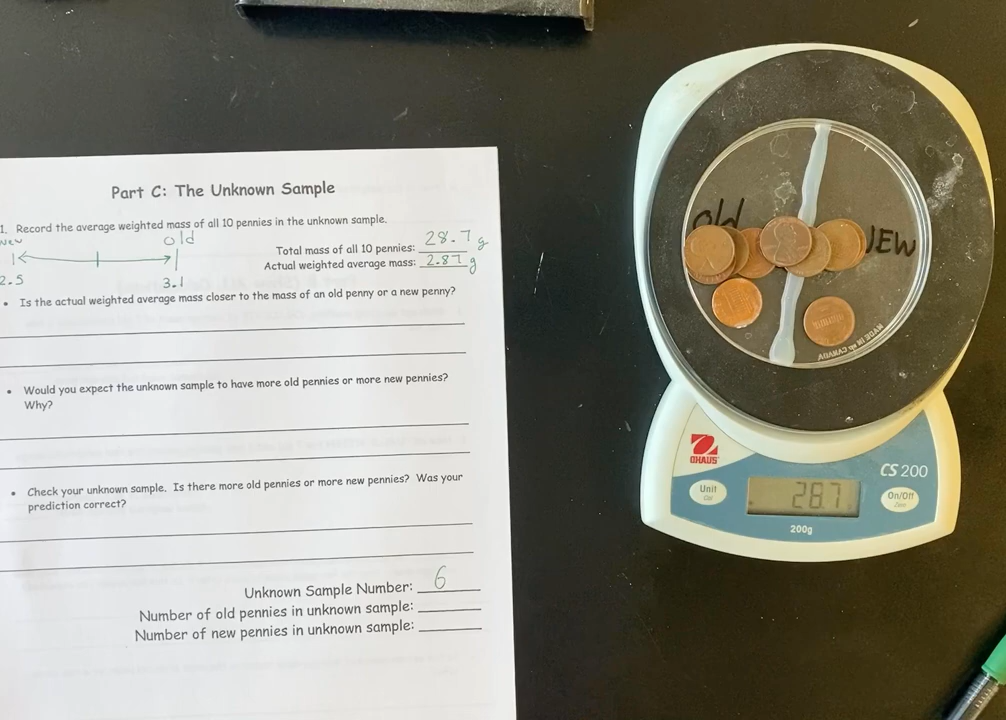 Part C: The Unknown Sample
1. Record the average weighted mass of all 10 pennies in the unknown sample.
New
Old
2.5
3.1
Total mass of all 10 pennies: 28.7 g
Actual weighted average mass: 2.87 g
• Is the actual weighted average mass closer to the mass of an old penny or a new penny?
• Would you expect the unknown sample to have more old pennies or more new pennies?
Why?
• Check your unknown sample. Is there more old pennies or more new pennies? Was your
prediction correct?
Unknown Sample Number: 6
Number of old pennies in unknown sample:
Number of new pennies in unknown sample:
old
NEW
MADE IN CANADA
OHAUS
CS 200
Unit
Cal
28.7
On/Off
Zero
200g